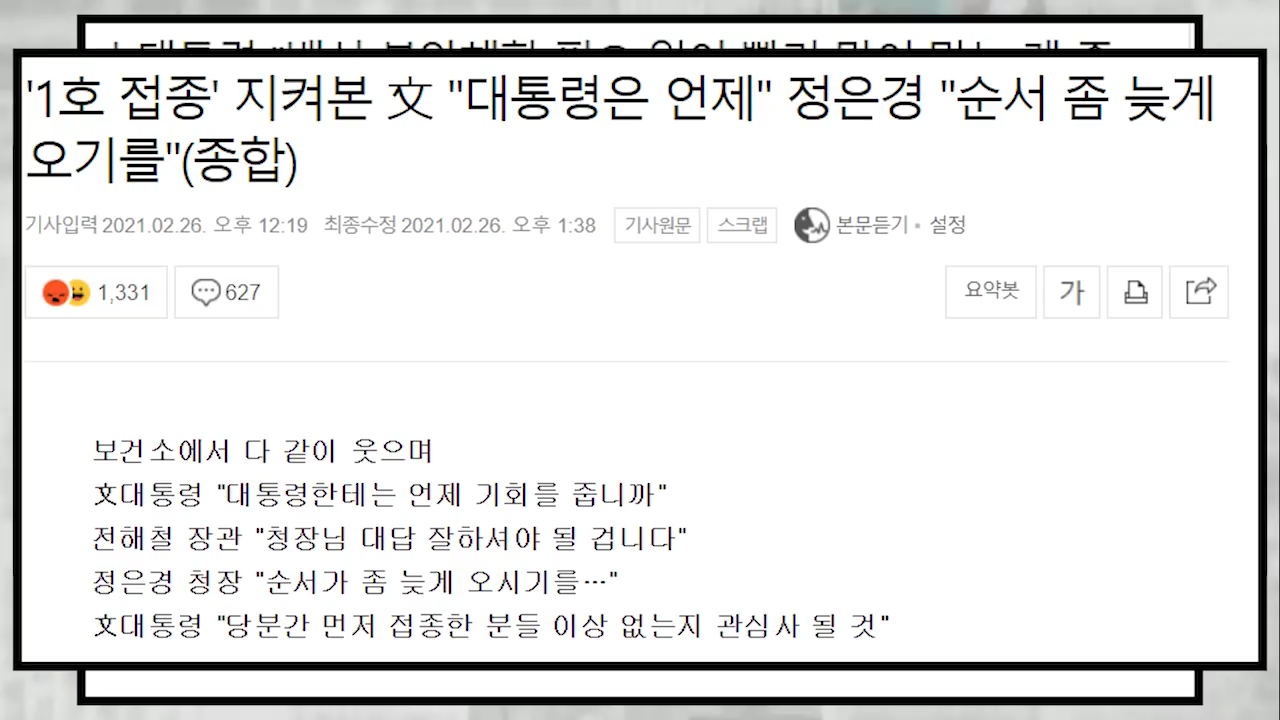 '1호 접종' 지켜본 文 "대통령은 언제" 정은경 "순서 좀 늦게
오기를"(종합)
기사입력 2021.02.26. 오후 12:19 최종수정 2021.02.26. 오후 1:38 기사원문 스크랩 본문듣기 · 설정
1,331 627 요약봇 가
보건소에서 다 같이 웃으며
文대통령 "대통령한테는 언제 기회를 줍니까"
전해철 장관 "청장님 대답 잘하셔야 될 겁니다"
정은경 청장 "순서가 좀 늦게 오시기를…"
文대통령 "당분간 먼저 접종한 분들 이상 없는지 관심사 될 것"